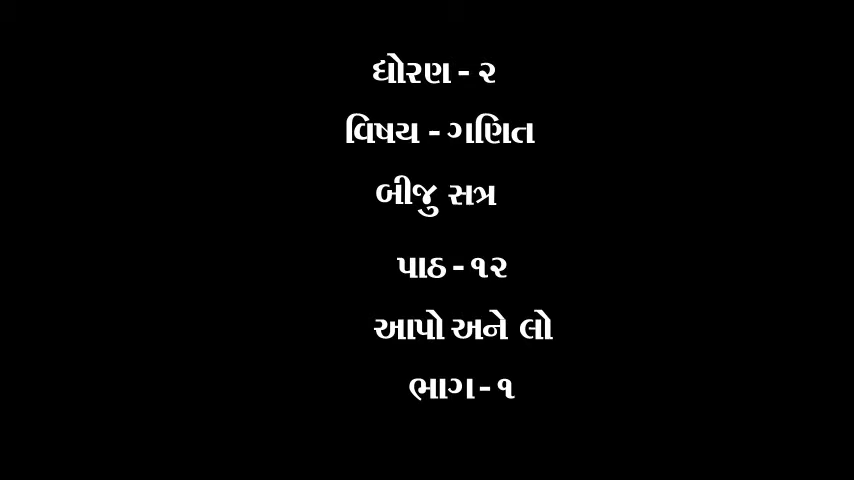 ધોરણ - ૨
વિષય - ગણિત
બીજુ સત્ર
પાઠ - ૧૨
આપો અને લો
ભાગ - ૧